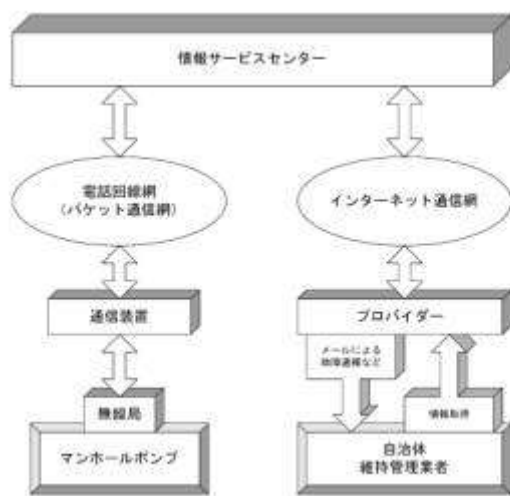 情報サービスセンター
電話回線網
(パケット通信網)
インターネット通信網
通信装置
プロバイダー
メールによる
故障通報など
無線局
情報取得
マンホールポンプ
自治体
維持管理業者